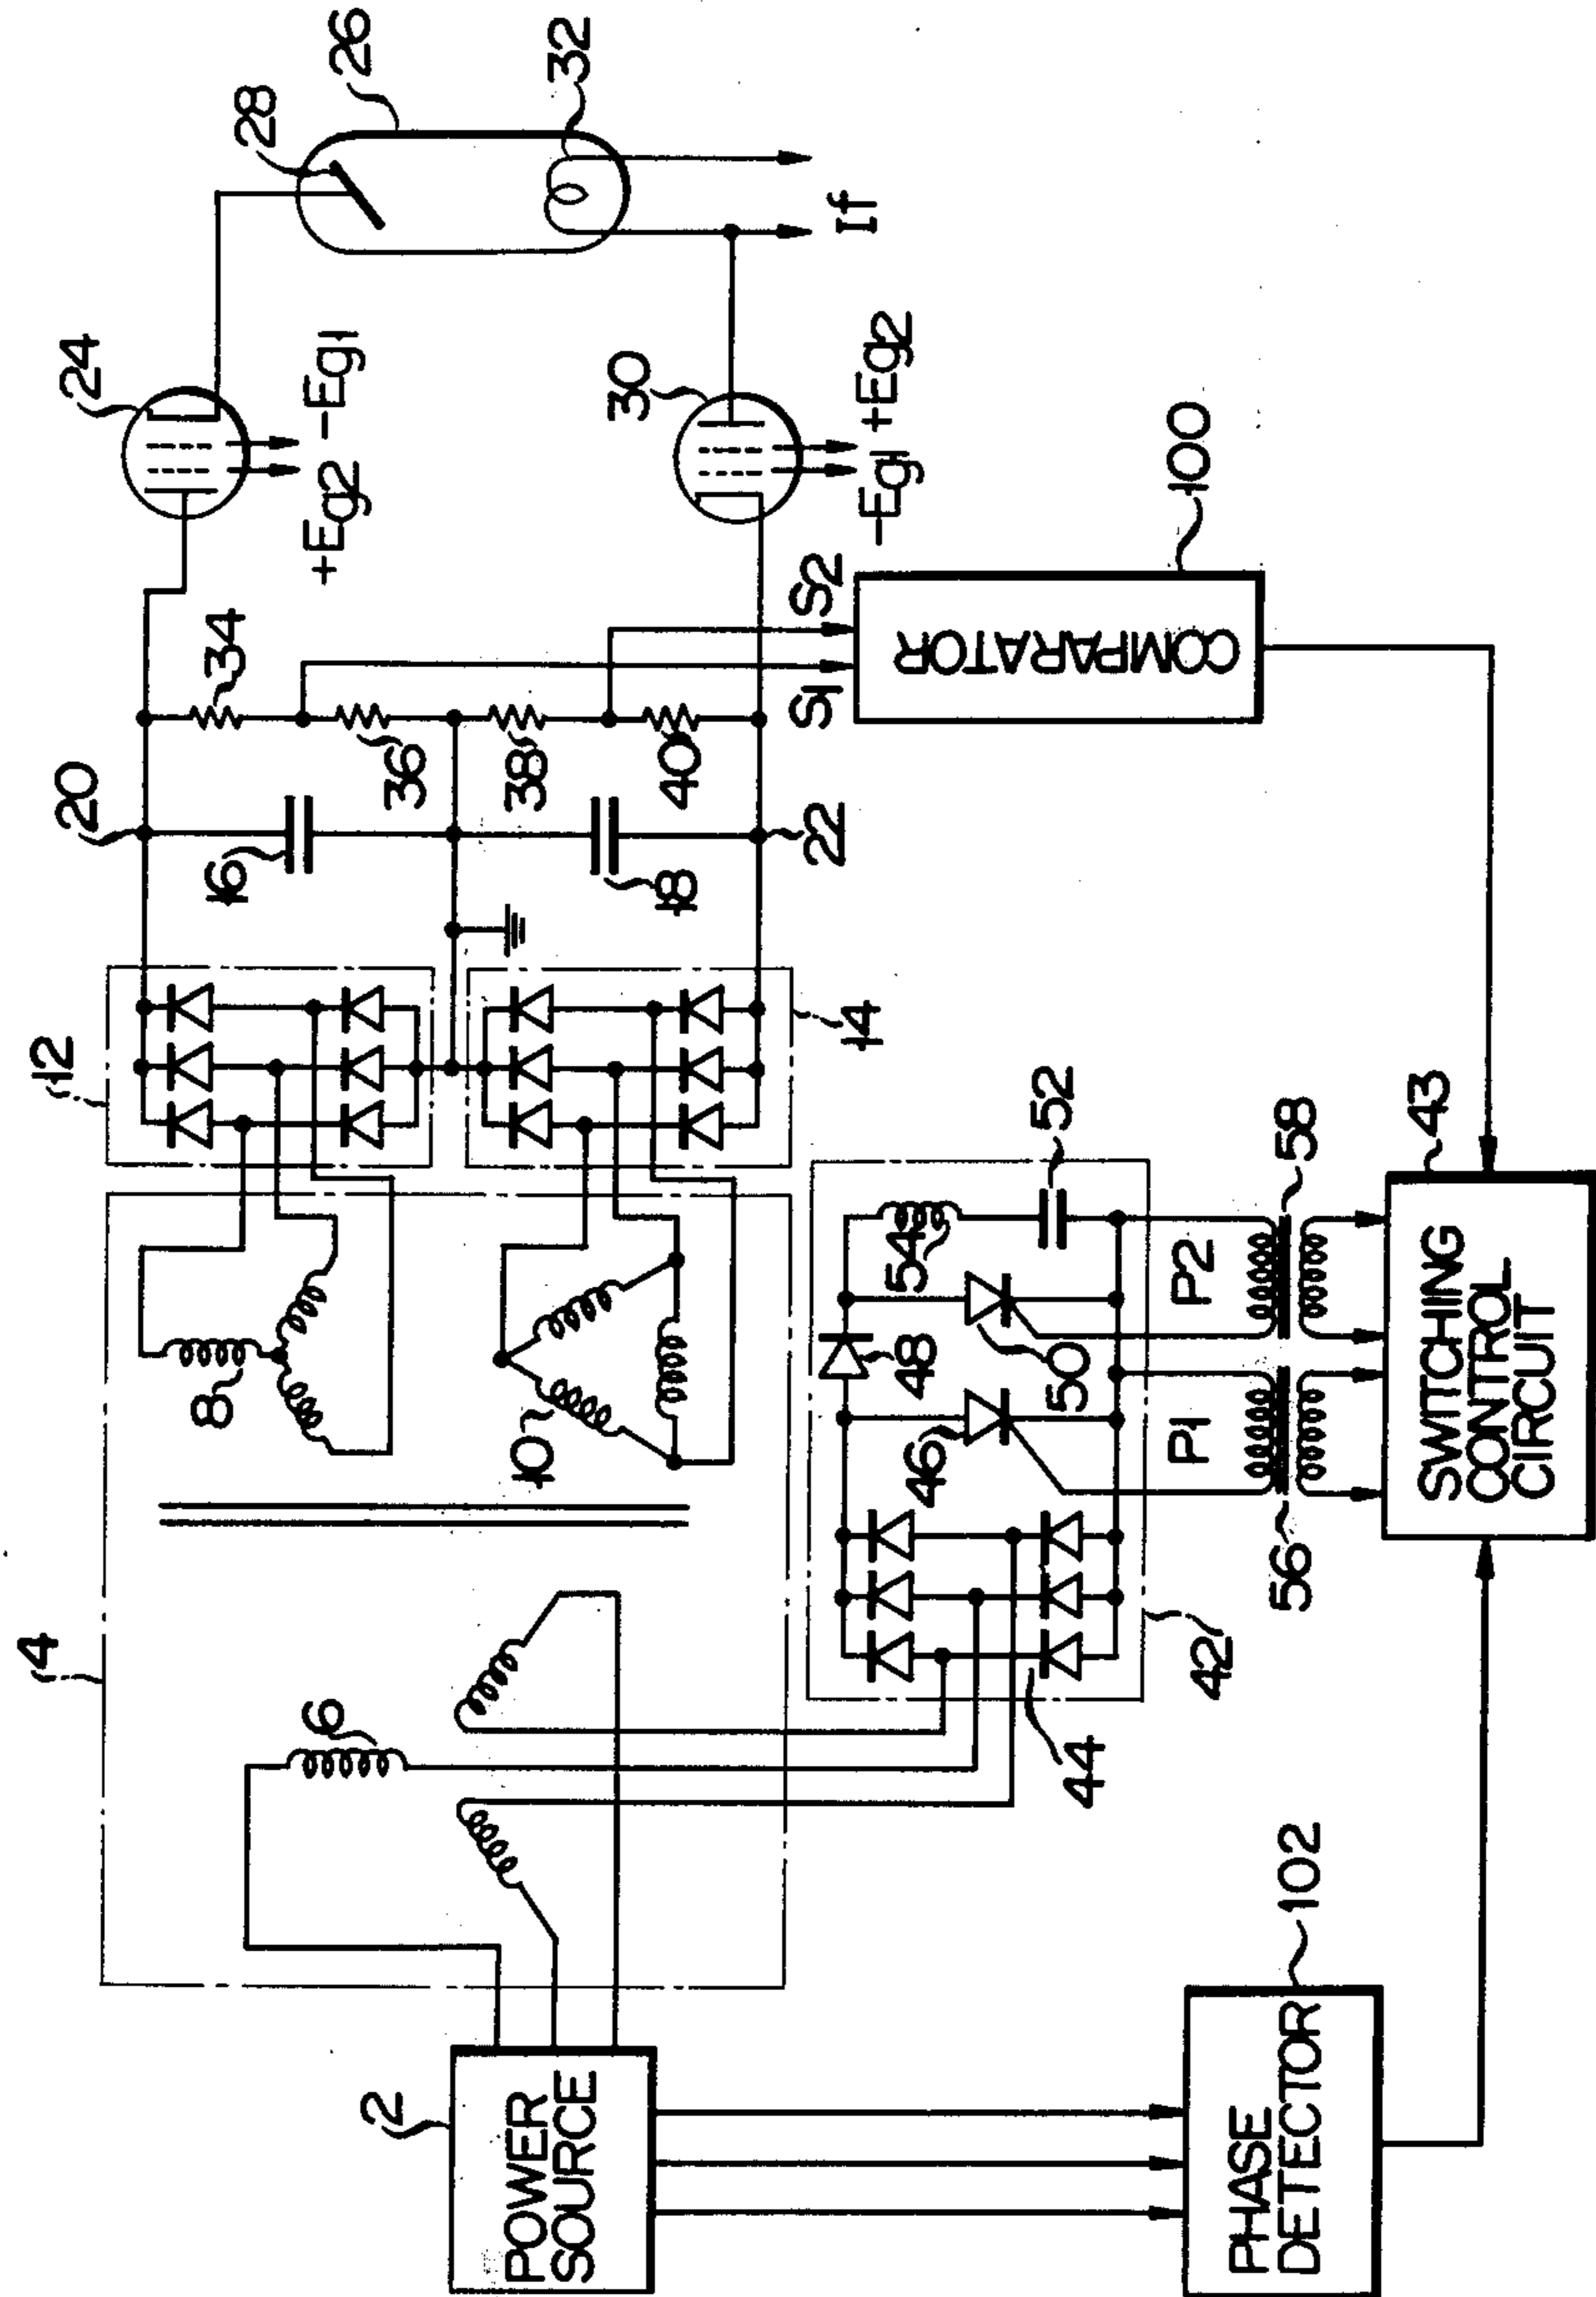 26
28
32
If
24
-Eg1
+Eg2
30
+Eg2
-Eg1
100
S2
S1
COMPARATOR
34
36
38
40
20
16
18
22
12
14
52
54
48
50
46
P2
P1
58
56
43
SWITCHING
CONTROL
CIRCUIT
8
10
4
6
44
42
2
POWER
SOURCE
102
PHASE
DETECTOR